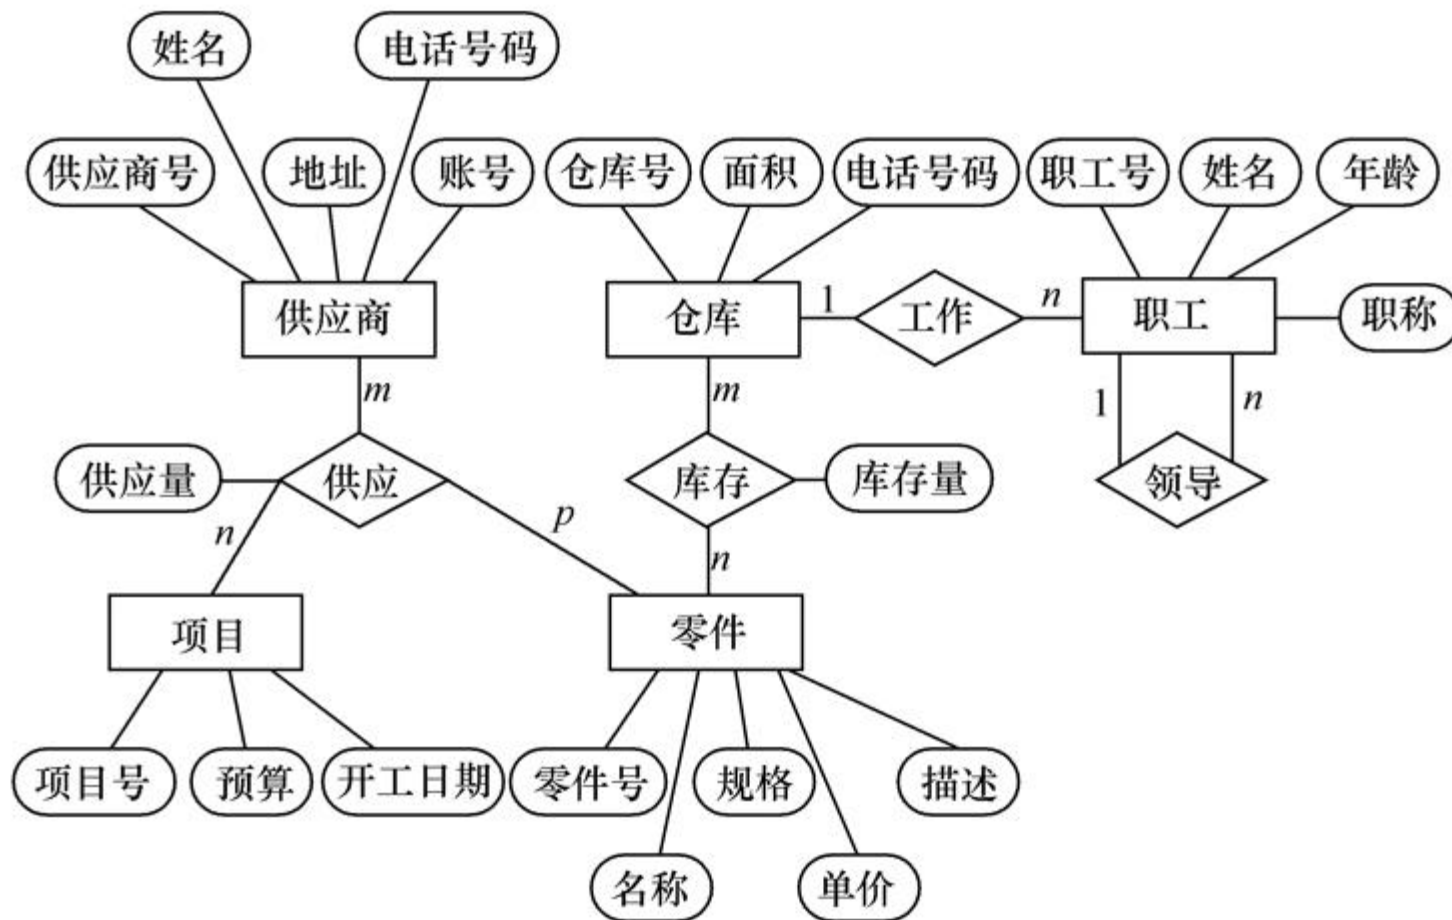 姓名 电话号码
供应商号 地址 账号 仓库号 面积 电话号码 职工号 姓名 年龄
供应商 仓库 1 工作 n 职工 职称
m m 1 n
供应量 供应 库存 库存量 领导
n p n
项目 零件
项目号 预算 开工日期 零件号 规格 描述
名称 单价